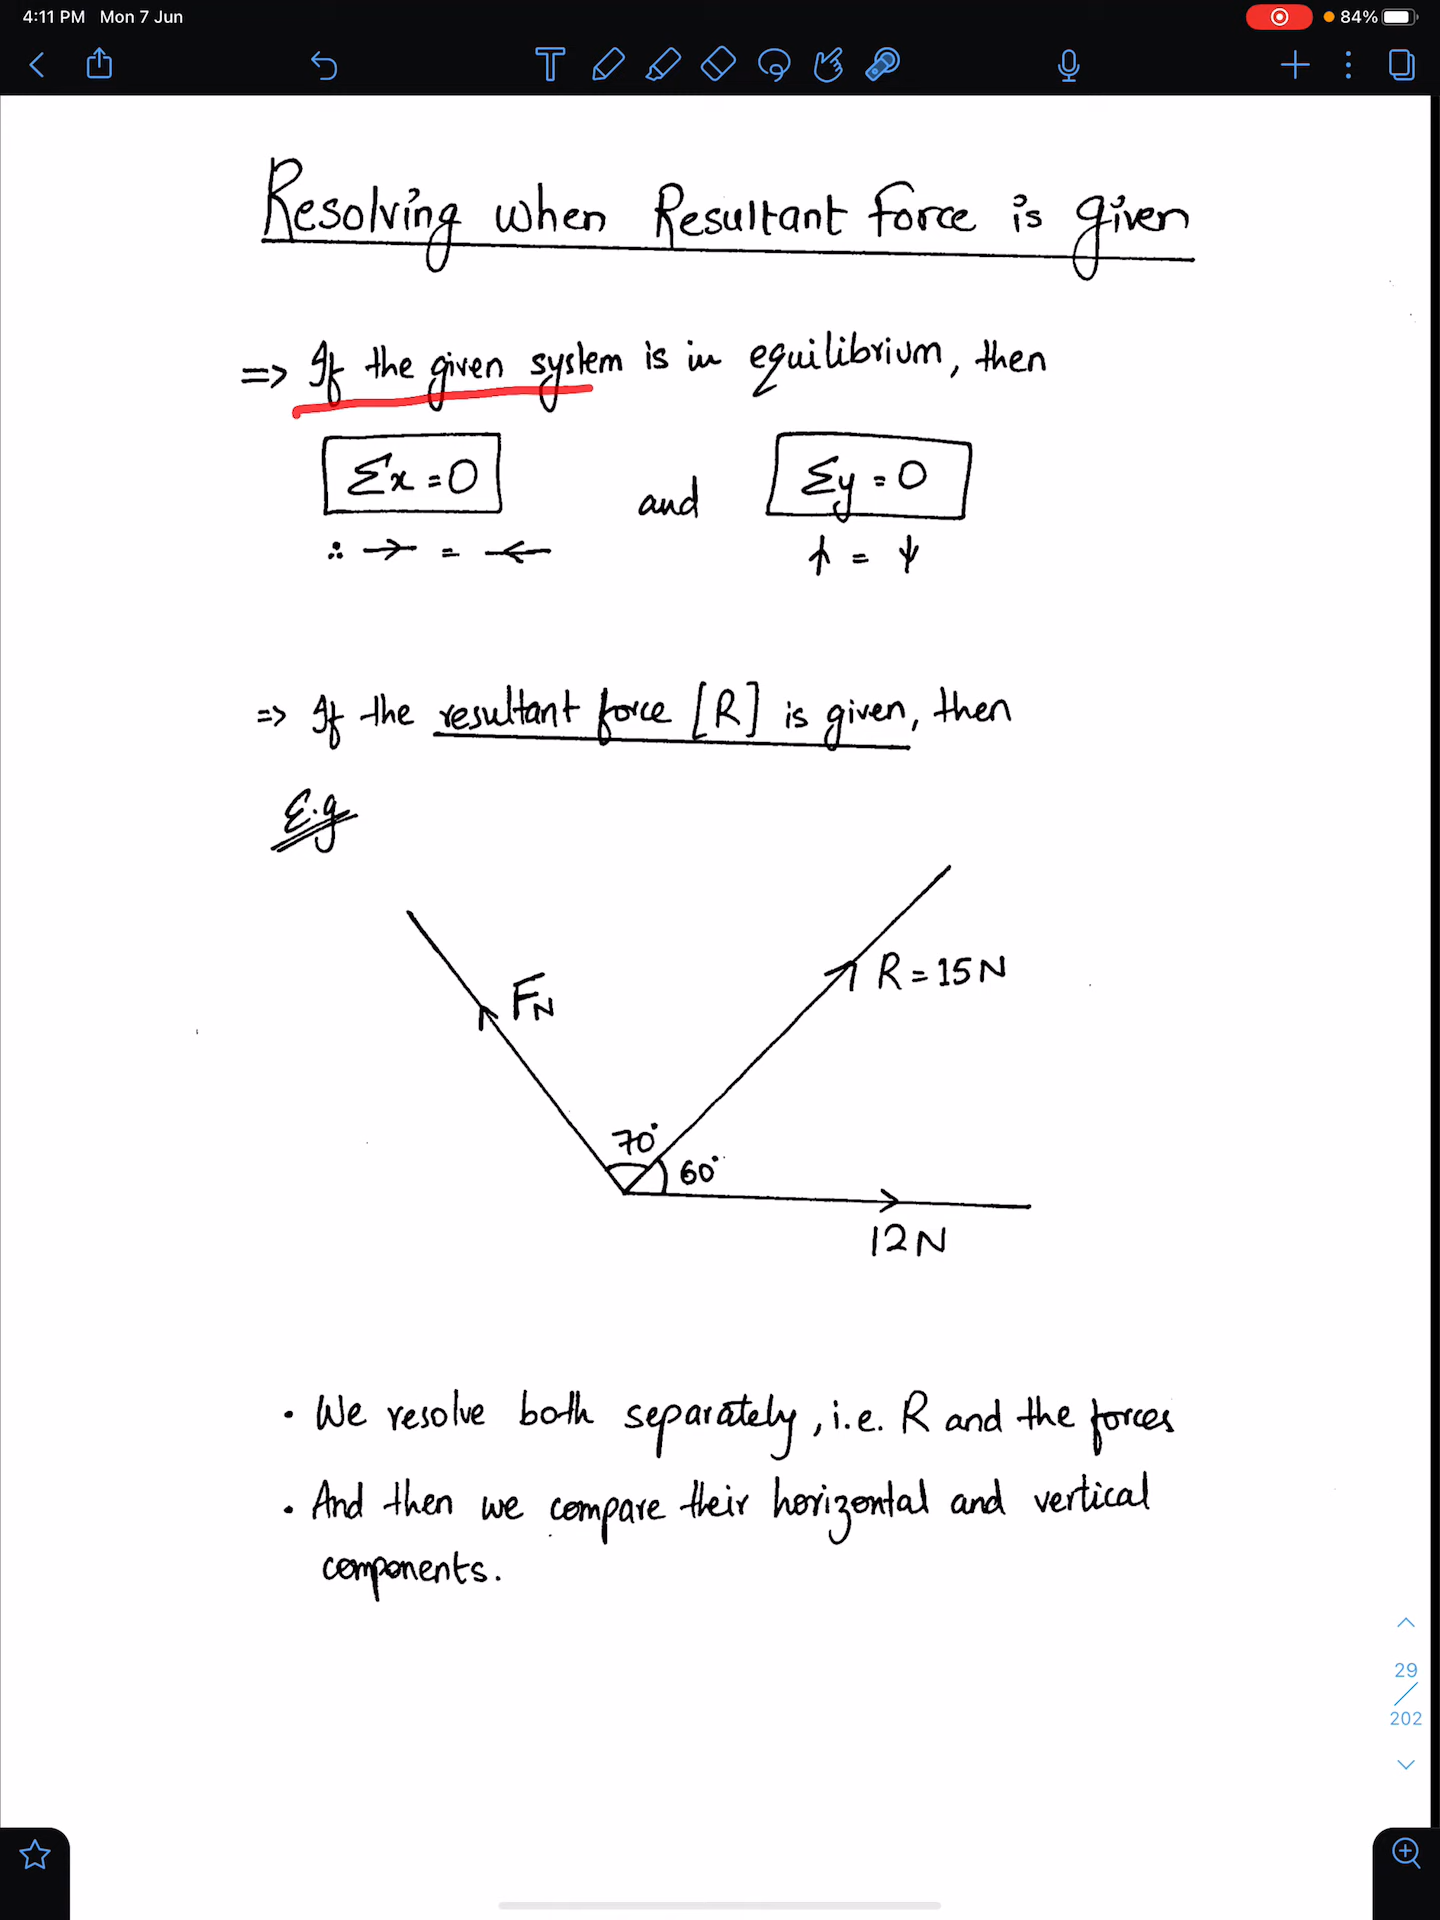 4:11 PM Mon 7 Jun
84%
Resolving when Resultant Force is given
=> If the given system is in equilibrium, then
Σx = 0 and Σy = 0
∴ → = ← ↑ = ↓
=> If the resultant force [R] is given, then
E.g
FN
R = 15N
70°
60°
12N
• We resolve both separately, i.e. R and the forces
• And then we compare their horizontal and vertical
components.
29
/
202